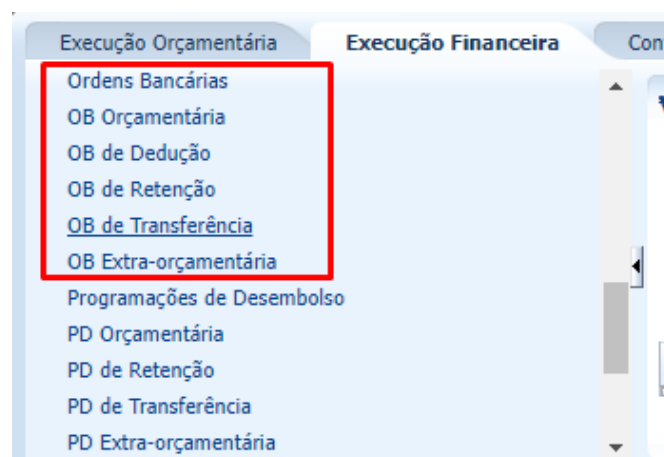 Execução Orçamentária Execução Financeira Con
Ordens Bancárias
OB Orçamentária
OB de Dedução
OB de Retenção
OB de Transferência
OB Extra-orçamentária
Programações de Desembolso
PD Orçamentária
PD de Retenção
PD de Transferência
PD Extra-orçamentária